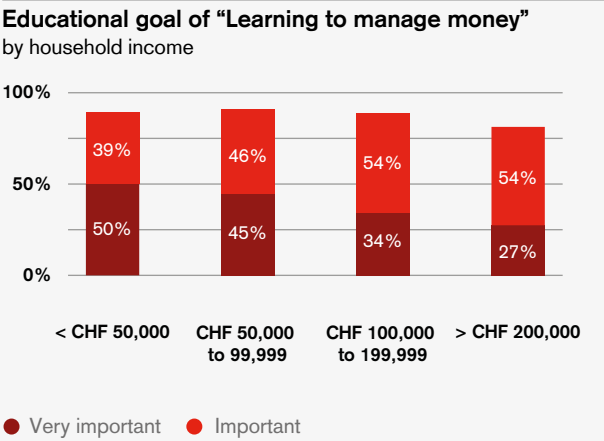 Educational goal of “Learning to manage money”
by household income
100%
50%
0%
39%
46%
54%
54%
50%
45%
34%
27%
< CHF 50,000
CHF 50,000
to 99,999
CHF 100,000
to 199,999
> CHF 200,000
Very important
Important